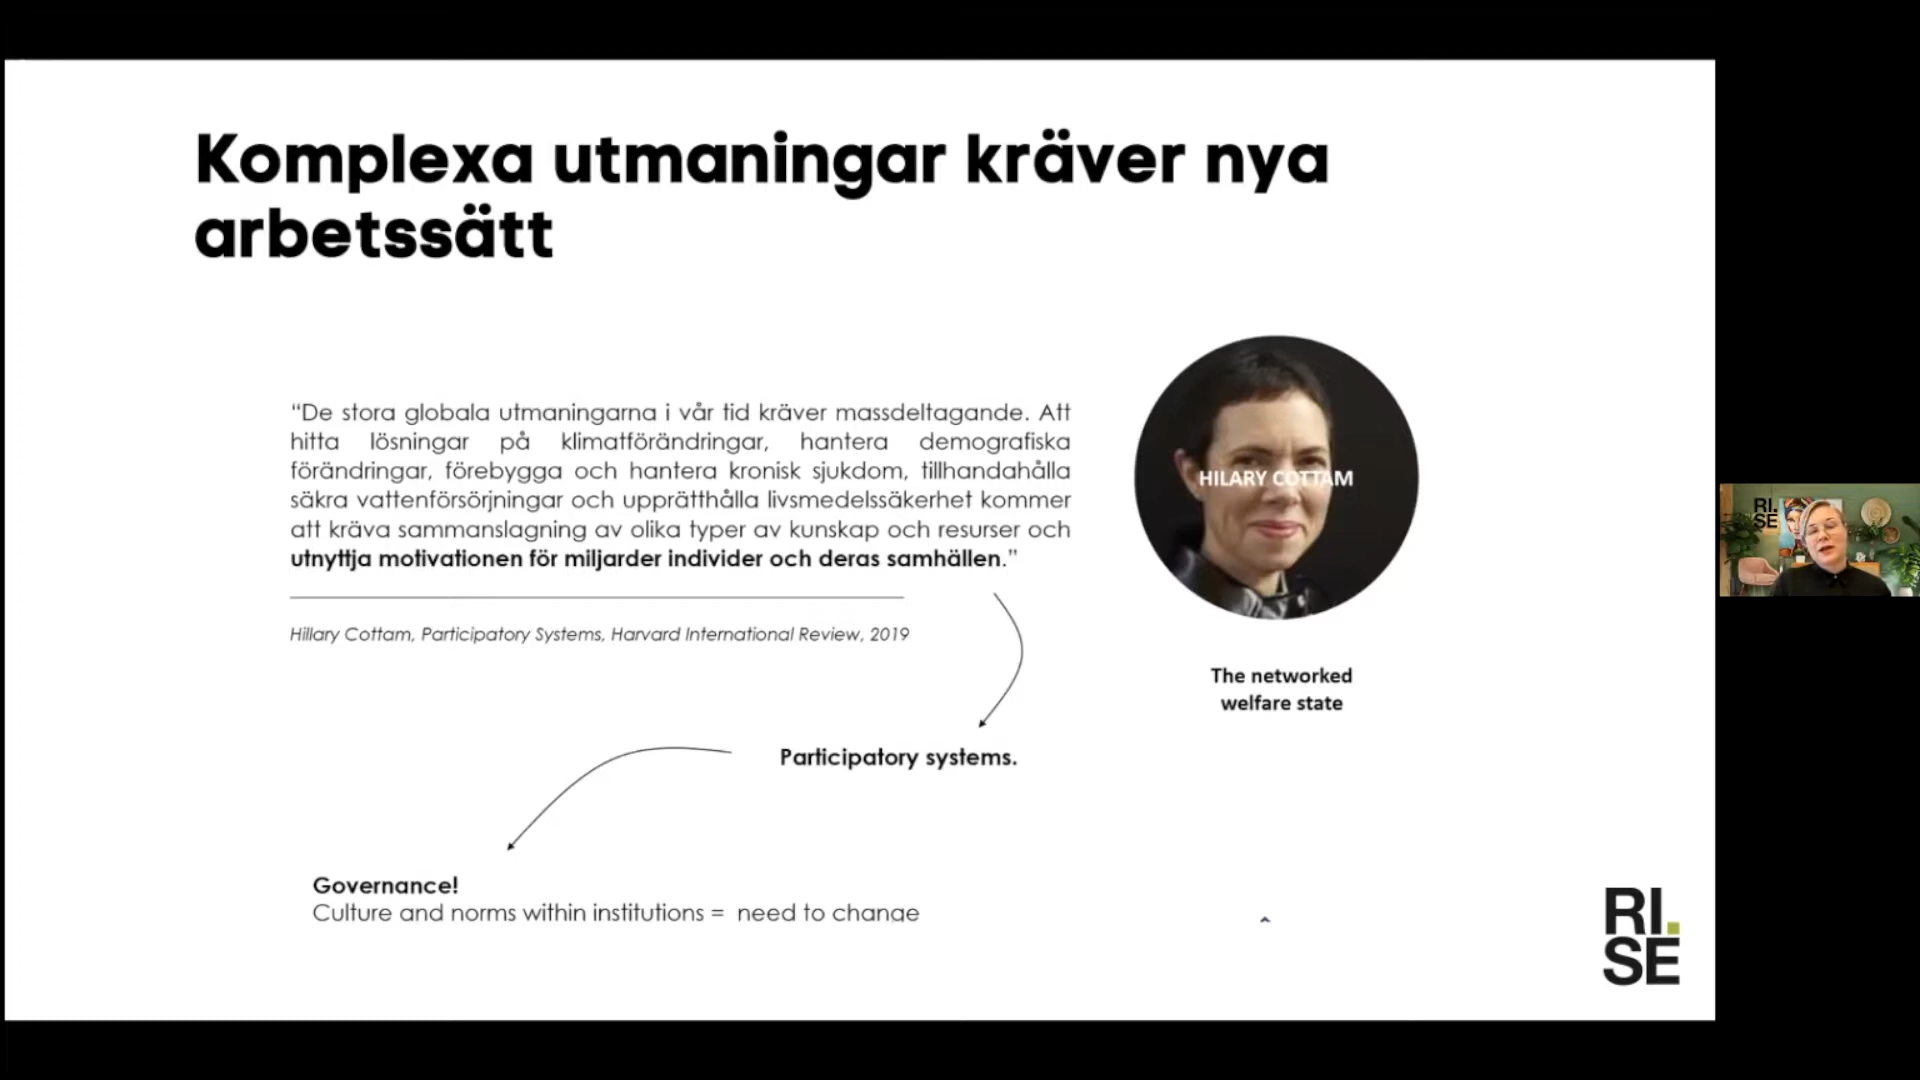 Komplexa utmaningar kräver nya
arbetssätt
“De stora globala utmaningarna i vår tid kräver massdeltagande. Att
hitta lösningar på klimatförändringar, hantera demografiska
förändringar, förebygga och hantera kronisk sjukdom, tillhandahålla
säkra vattenförsörjningar och upprätthålla livsmedelssäkerhet kommer
att kräva sammanslagning av olika typer av kunskap och resurser och
utnyttja motivationen för miljarder individer och deras samhällen.”
Hillary Cottam, Participatory Systems, Harvard International Review, 2019
HILARY COTTAM
The networked
welfare state
Participatory systems.
Governance!
Culture and norms within institutions = need to change
RI.
SE
RI.
SE